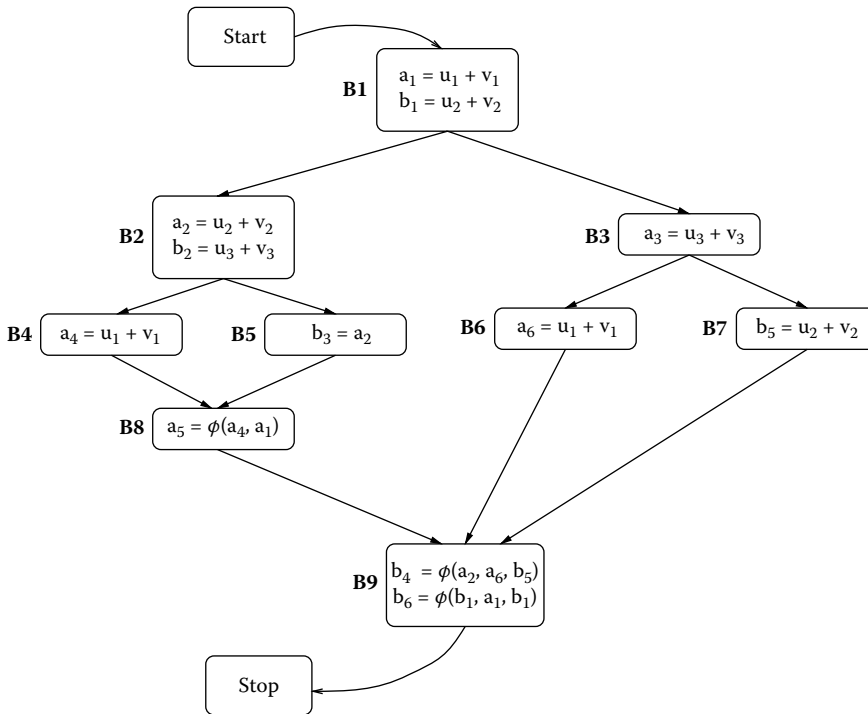 Start
B1
a₁ = u₁ + v₁
b₁ = u₂ + v₂
B2
a₂ = u₂ + v₂
b₂ = u₃ + v₃
B3
a₃ = u₃ + v₃
B4
a₄ = u₁ + v₁
B5
b₃ = a₂
B6
a₆ = u₁ + v₁
B7
b₅ = u₂ + v₂
B8
a₅ = ϕ(a₄, a₁)
B9
b₄ = ϕ(a₂, a₆, b₅)
b₆ = ϕ(b₁, a₁, b₁)
Stop